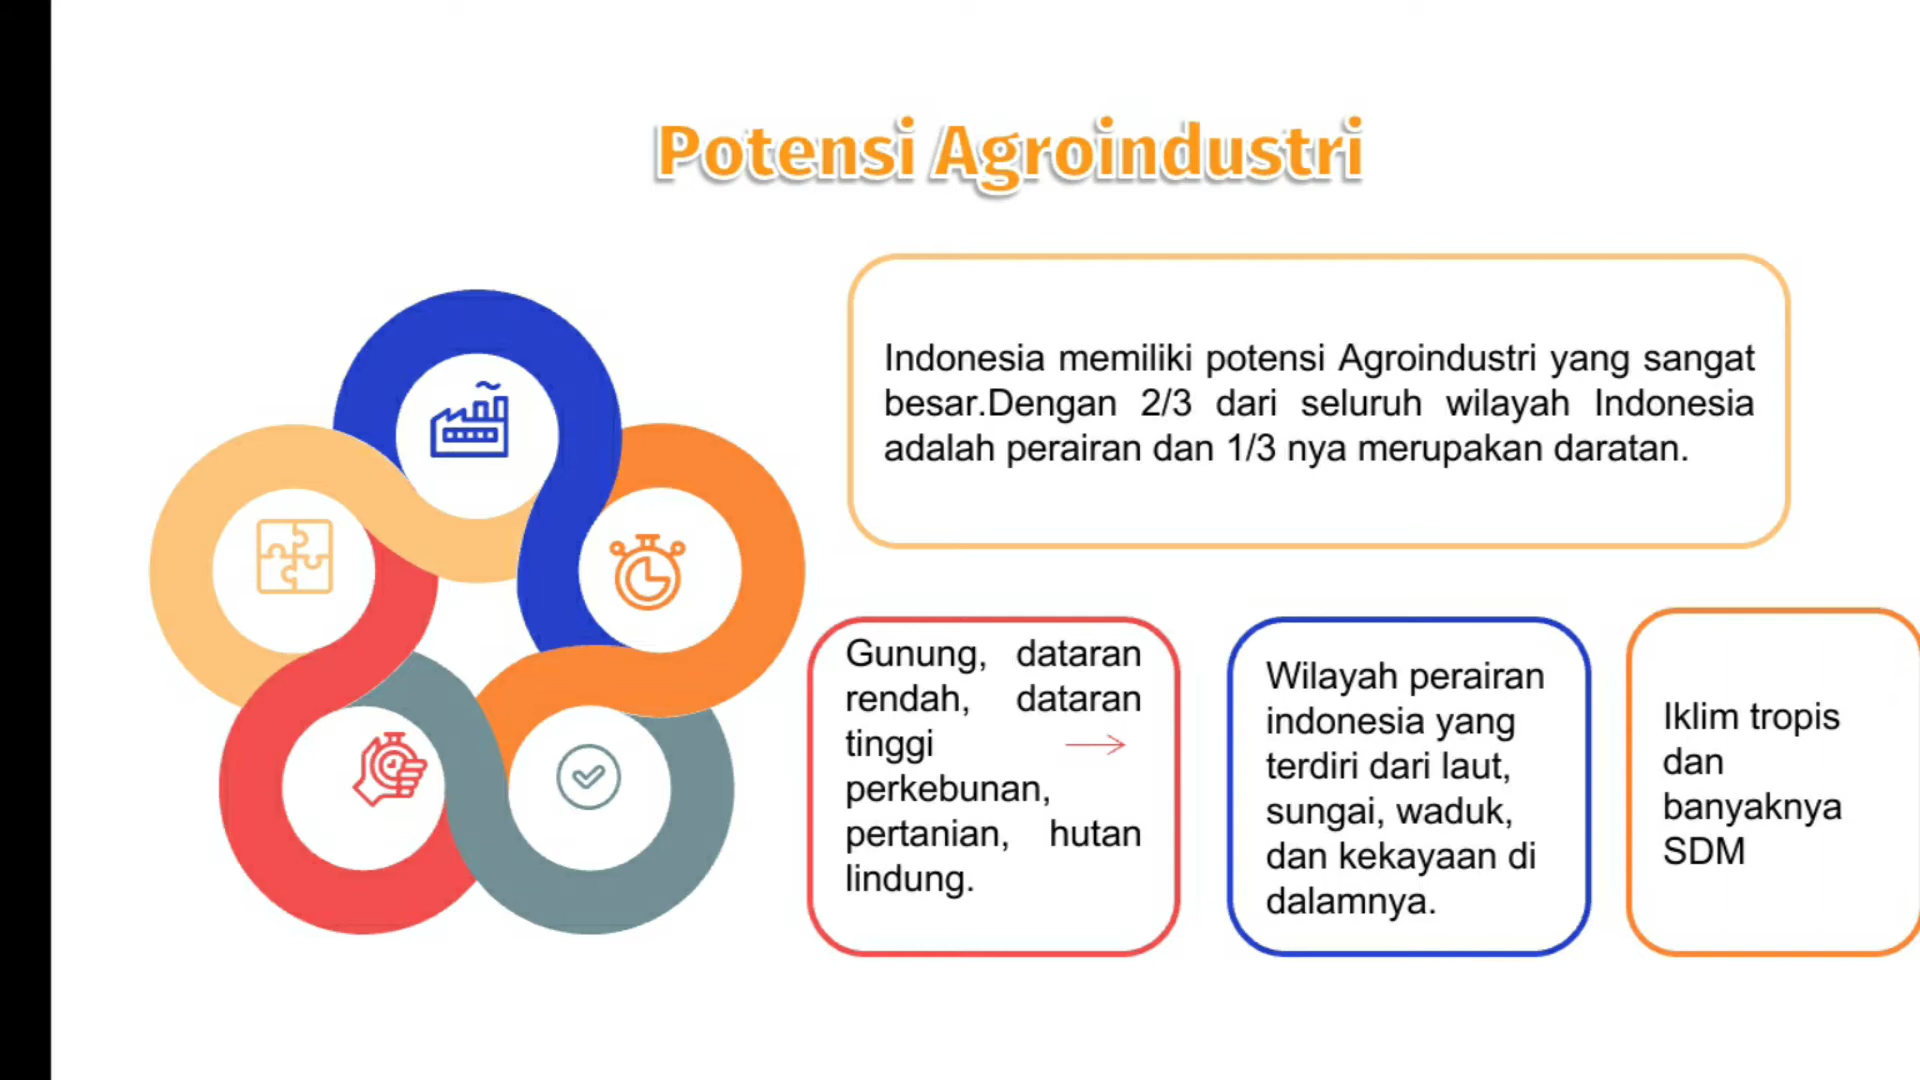 Potensi Agroindustri
Indonesia memiliki potensi Agroindustri yang sangat
besar.Dengan 2/3 dari seluruh wilayah Indonesia
adalah perairan dan 1/3 nya merupakan daratan.
Gunung, dataran
rendah, dataran
tinggi →
perkebunan,
pertanian, hutan
lindung.
Wilayah perairan
indonesia yang
terdiri dari laut,
sungai, waduk,
dan kekayaan di
dalamnya.
Iklim tropis
dan
banyaknya
SDM